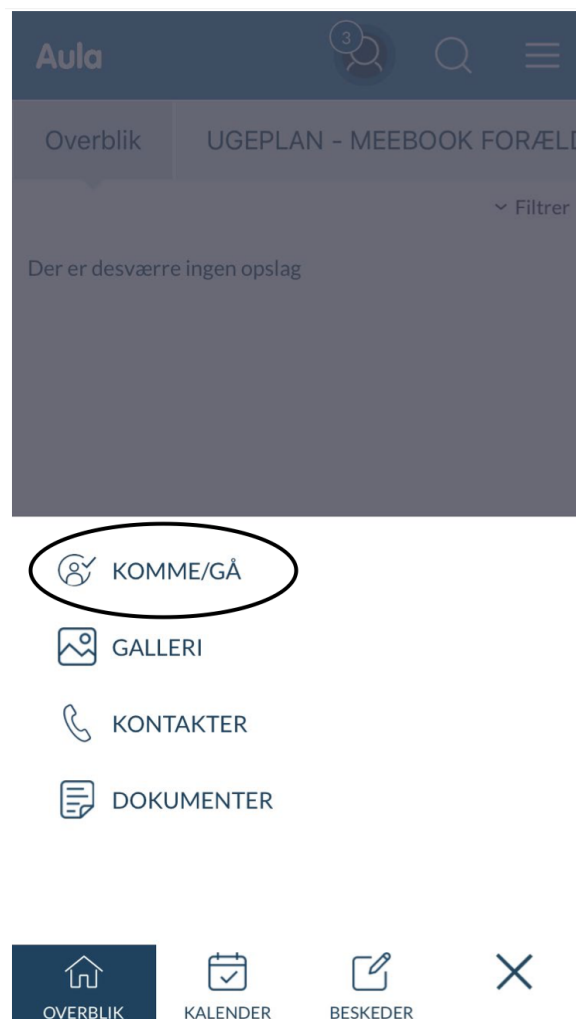 Aula
3
Overblik UGEPLAN - MEEBOOK FORÆLD
Filtrer
Der er desværre ingen opslag
KOMME/GÅ
GALLERI
KONTAKTER
DOKUMENTER
OVERBLIK KALENDER BESKEDER